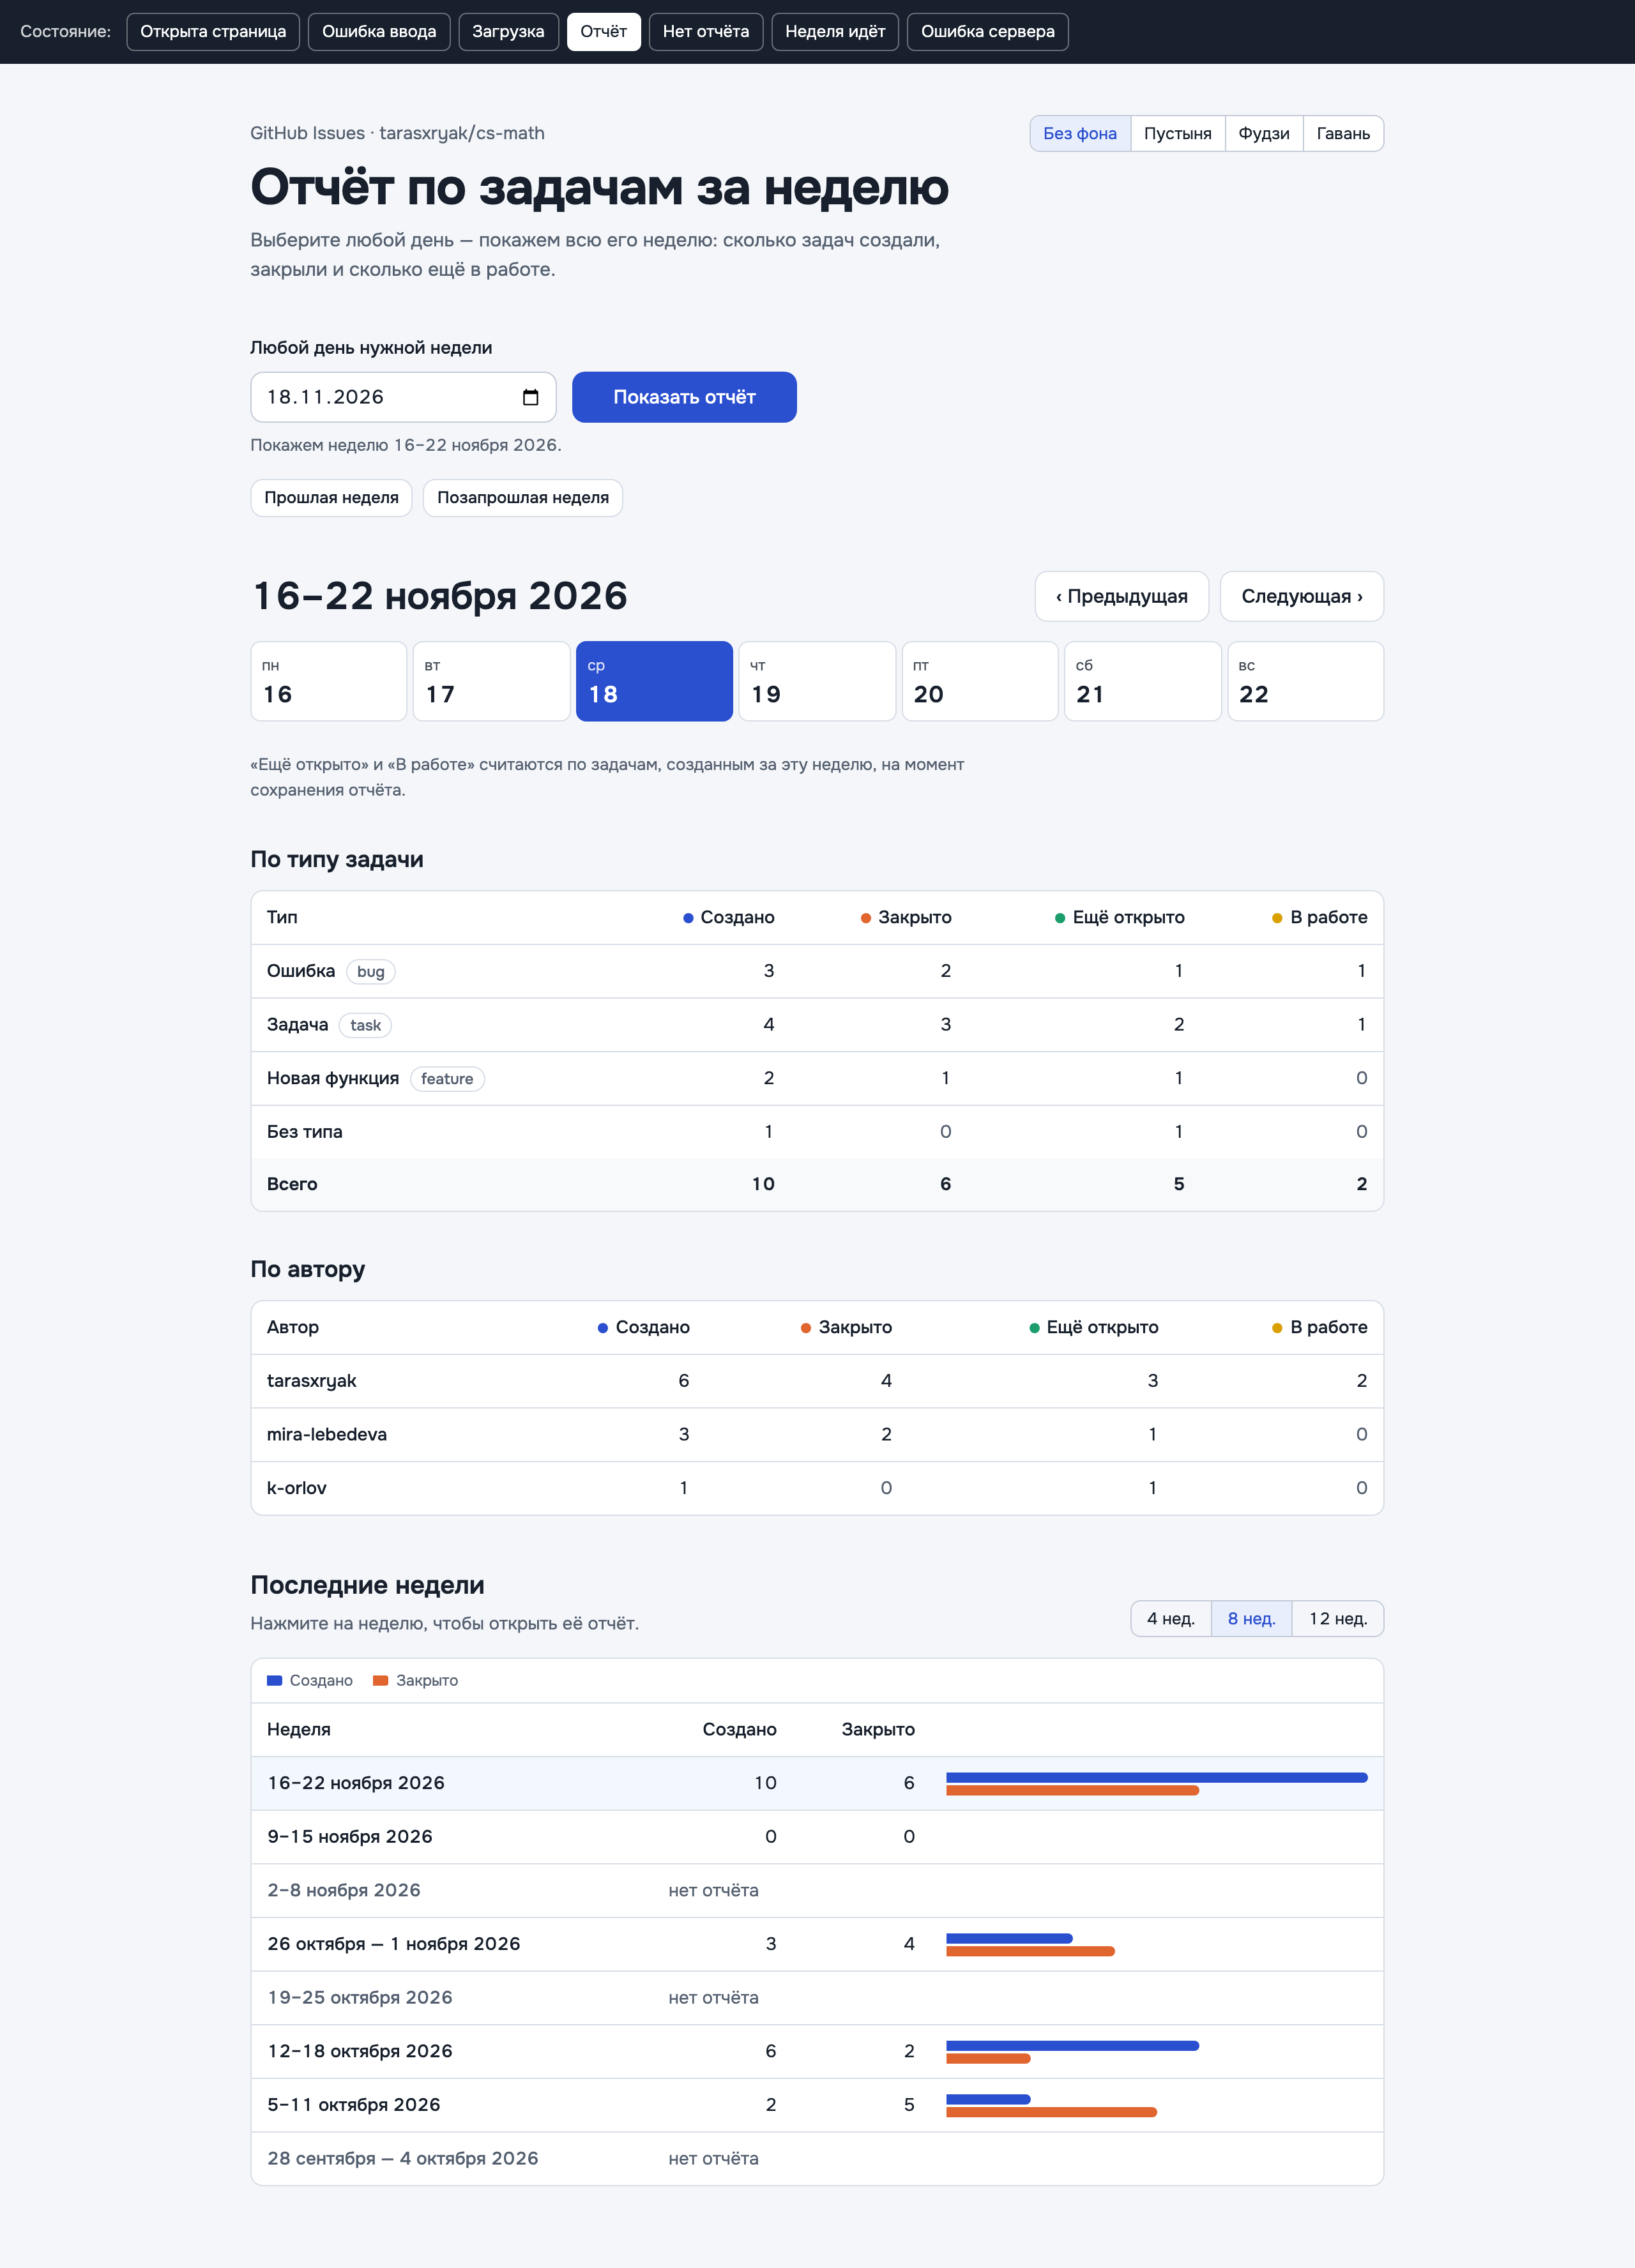 Состояние: Открыта страница Ошибка ввода Загрузка Отчёт Нет отчёта Неделя идёт Ошибка сервера
GitHub Issues · tarasxryak/cs-math
Без фона Пустыня Фудзи Гавань
Отчёт по задачам за неделю
Выберите любой день — покажем всю его неделю: сколько задач создали,
закрыли и сколько ещё в работе.
Любой день нужной недели
18.11.2026 Показать отчёт
Покажем неделю 16–22 ноября 2026.
Прошлая неделя Позапрошлая неделя
16–22 ноября 2026 ‹ Предыдущая Следующая ›
пн вт ср чт пт сб вс
16 17 18 19 20 21 22
«Ещё открыто» и «В работе» считаются по задачам, созданным за эту неделю, на момент
сохранения отчёта.
По типу задачи
Тип Создано Закрыто Ещё открыто В работе
Ошибка bug 3 2 1 1
Задача task 4 3 2 1
Новая функция feature 2 1 1 0
Без типа 1 0 1 0
Всего 10 6 5 2
По автору
Автор Создано Закрыто Ещё открыто В работе
tarasxryak 6 4 3 2
mira-lebedeva 3 2 1 0
k-orlov 1 0 1 0
Последние недели
Нажмите на неделю, чтобы открыть её отчёт.
4 нед. 8 нед. 12 нед.
Создано Закрыто
Неделя Создано Закрыто
16–22 ноября 2026 10 6
9–15 ноября 2026 0 0
2–8 ноября 2026 нет отчёта
26 октября — 1 ноября 2026 3 4
19–25 октября 2026 нет отчёта
12–18 октября 2026 6 2
5–11 октября 2026 2 5
28 сентября — 4 октября 2026 нет отчёта